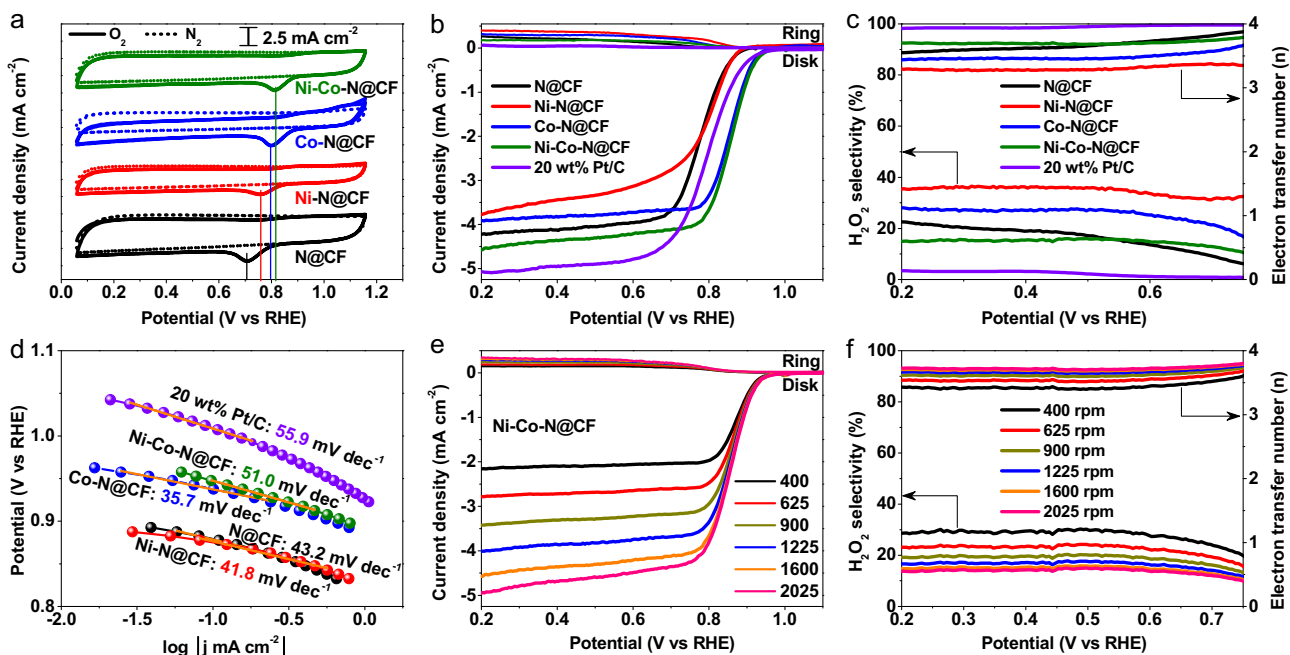 a
O₂
N₂
2.5 mA cm⁻²
Ni-Co-N@CF
Co-N@CF
Ni-N@CF
N@CF
Current density (mA cm⁻²)
0.0 0.2 0.4 0.6 0.8 1.0 1.2
Potential (V vs RHE)
b
Ring
Disk
N@CF
Ni-N@CF
Co-N@CF
Ni-Co-N@CF
20 wt% Pt/C
Current density (mA cm⁻²)
0
-1
-2
-3
-4
-5
0.2 0.4 0.6 0.8 1.0
Potential (V vs RHE)
c
N@CF
Ni-N@CF
Co-N@CF
Ni-Co-N@CF
20 wt% Pt/C
H₂O₂ selectivity (%)
100
80
60
40
20
0
Electron transfer number (n)
4
3
2
1
0
0.2 0.3 0.4 0.5 0.6 0.7
Potential (V vs RHE)
d
20 wt% Pt/C: 55.9 mV dec⁻¹
Ni-Co-N@CF: 51.0 mV dec⁻¹
Co-N@CF: 35.7 mV dec⁻¹
N@CF: 43.2 mV dec⁻¹
Ni-N@CF: 41.8 mV dec⁻¹
Potential (V vs RHE)
1.1
1.0
0.9
0.8
-2.0 -1.5 -1.0 -0.5 0.0
log |j mA cm⁻²|
e
Ring
Disk
Ni-Co-N@CF
400
625
900
1225
1600
2025
Current density (mA cm⁻²)
0
-1
-2
-3
-4
-5
0.2 0.4 0.6 0.8 1.0
Potential (V vs RHE)
f
400 rpm
625 rpm
900 rpm
1225 rpm
1600 rpm
2025 rpm
H₂O₂ selectivity (%)
100
80
60
40
20
0
Electron transfer number (n)
4
3
2
1
0
0.2 0.3 0.4 0.5 0.6 0.7
Potential (V vs RHE)